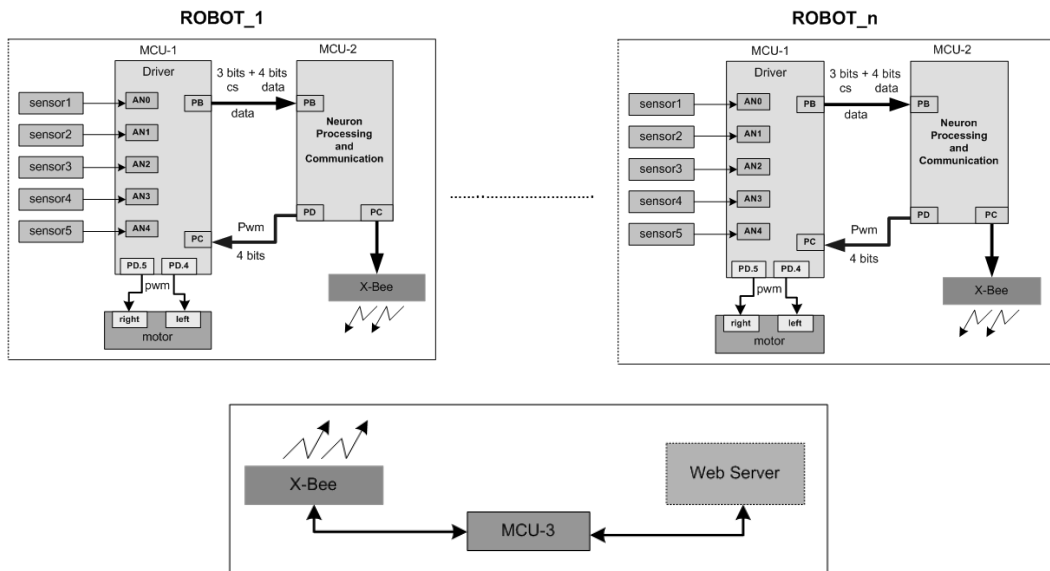 ROBOT_1
MCU-1
MCU-2
Driver
3 bits + 4 bits
cs data
data
sensor1
sensor2
sensor3
sensor4
sensor5
AN0
AN1
AN2
AN3
AN4
PB
PB
Neuron
Processing
and
Communication
PD
PC
Pwm
4 bits
PC
PD.5
PD.4
pwm
right
left
motor
X-Bee
ROBOT_n
MCU-1
MCU-2
Driver
3 bits + 4 bits
cs data
data
sensor1
sensor2
sensor3
sensor4
sensor5
AN0
AN1
AN2
AN3
AN4
PB
PB
Neuron
Processing
and
Communication
PD
PC
Pwm
4 bits
PC
PD.5
PD.4
pwm
right
left
motor
X-Bee
X-Bee
MCU-3
Web Server